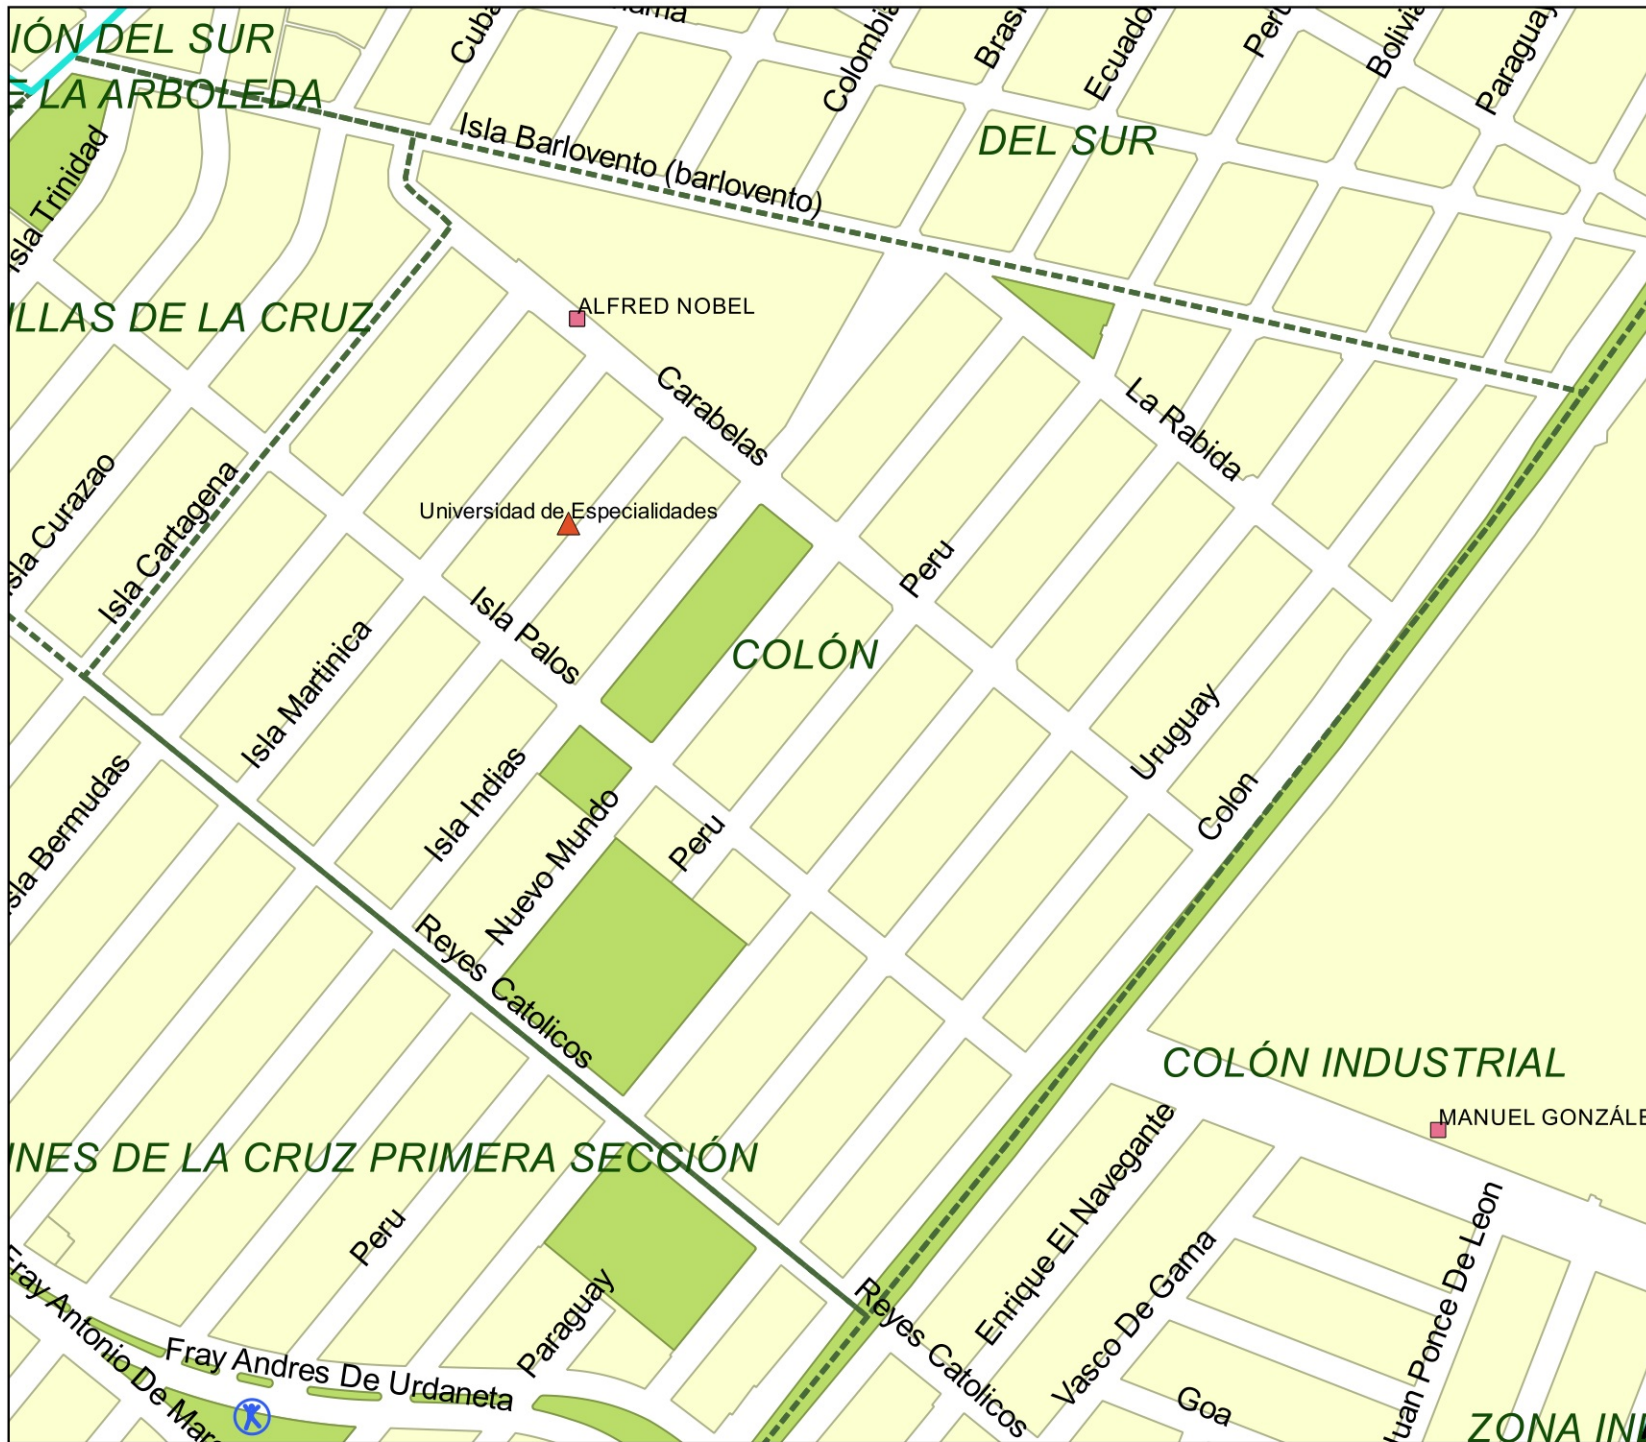 IÓN DEL SUR
Cuba
Colombia
Brasil
Ecuador
Peru
Bolivia
Paraguay
E LA ARBOLEDA
Isla Barlovento (barlovento)
DEL SUR
Isla Trinidad
ILLAS DE LA CRUZ
ALFRED NOBEL
Carabelas
La Rabida
Isla Curazao
Isla Cartagena
Universidad de Especialidades
Peru
Isla Palos
COLÓN
Isla Martinica
Uruguay
Colon
Isla Bermudas
Isla Indias
Nuevo Mundo
Peru
Reyes Catolicos
COLÓN INDUSTRIAL
MANUEL GONZÁLE
INES DE LA CRUZ PRIMERA SECCIÓN
Enrique El Navegante
Peru
Vasco De Gama
Juan Ponce De Leon
Fray Antonio De Marc
Fray Andres De Urdaneta
Paraguay
Reyes Catolicos
Goa
ZONA IN